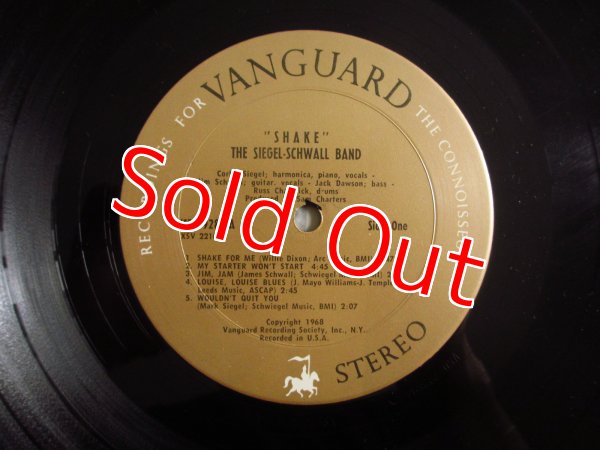 RECORDINGS FOR VANGUARD THE CONNOISSEUR
"SHAKE"
THE SIEGEL-SCHWALL BAND
Siegel; harmonica, piano, vocals -
guitar, vocals - Jack Dawson; bass -
Russ drums
Sam Charters
Side One
XSV
1 SHAKE FOR ME (Willie Dixon; Arc BMI)
2. MY STARTER WON'T START 4:45
3. JIM, JAM (James Schwall; Schwiegel
4. LOUISE, LOUISE BLUES (J. Mayo Williams-J.
Leeds Music, ASCAP) 2:45
5. WOULDN'T QUIT YOU
(Mark Siegel; Schwiegel Music, BMI) 2:07
Copyright 1968
Vanguard Recording Society, Inc., N.Y.
Recorded in U.S.A.
STEREO
Sold Out